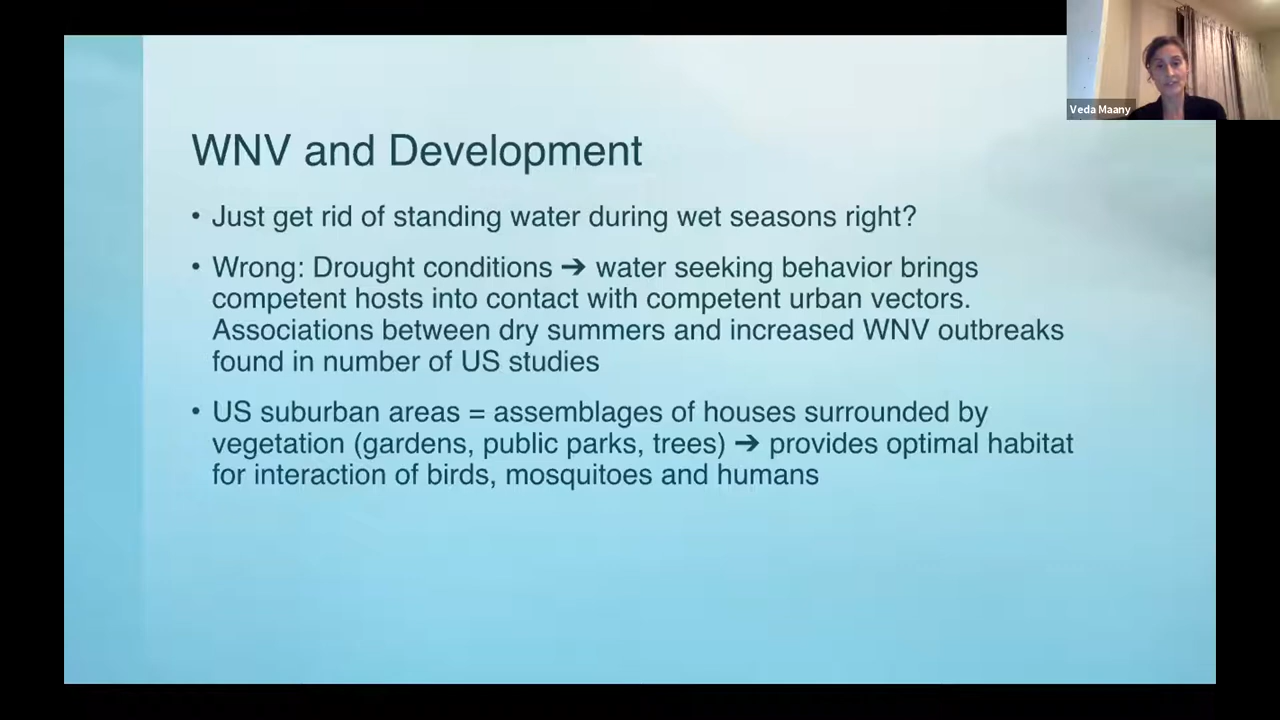 Veda Maany
WNV and Development
• Just get rid of standing water during wet seasons right?
• Wrong: Drought conditions ➔ water seeking behavior brings
competent hosts into contact with competent urban vectors.
Associations between dry summers and increased WNV outbreaks
found in number of US studies
• US suburban areas = assemblages of houses surrounded by
vegetation (gardens, public parks, trees) ➔ provides optimal habitat
for interaction of birds, mosquitoes and humans